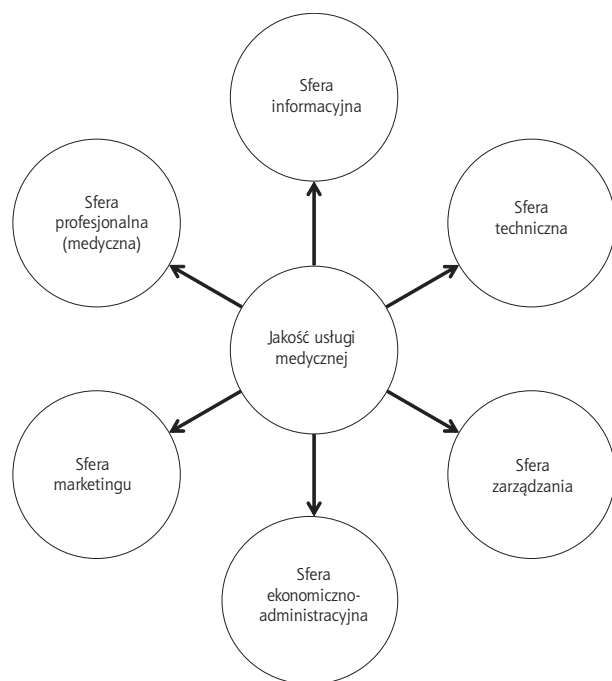 Sfera
informacyjna
Sfera
profesjonalna
(medyczna)
Sfera
techniczna
Jakość usługi
medycznej
Sfera
marketingu
Sfera
zarządzania
Sfera
ekonomiczno-
administracyjna